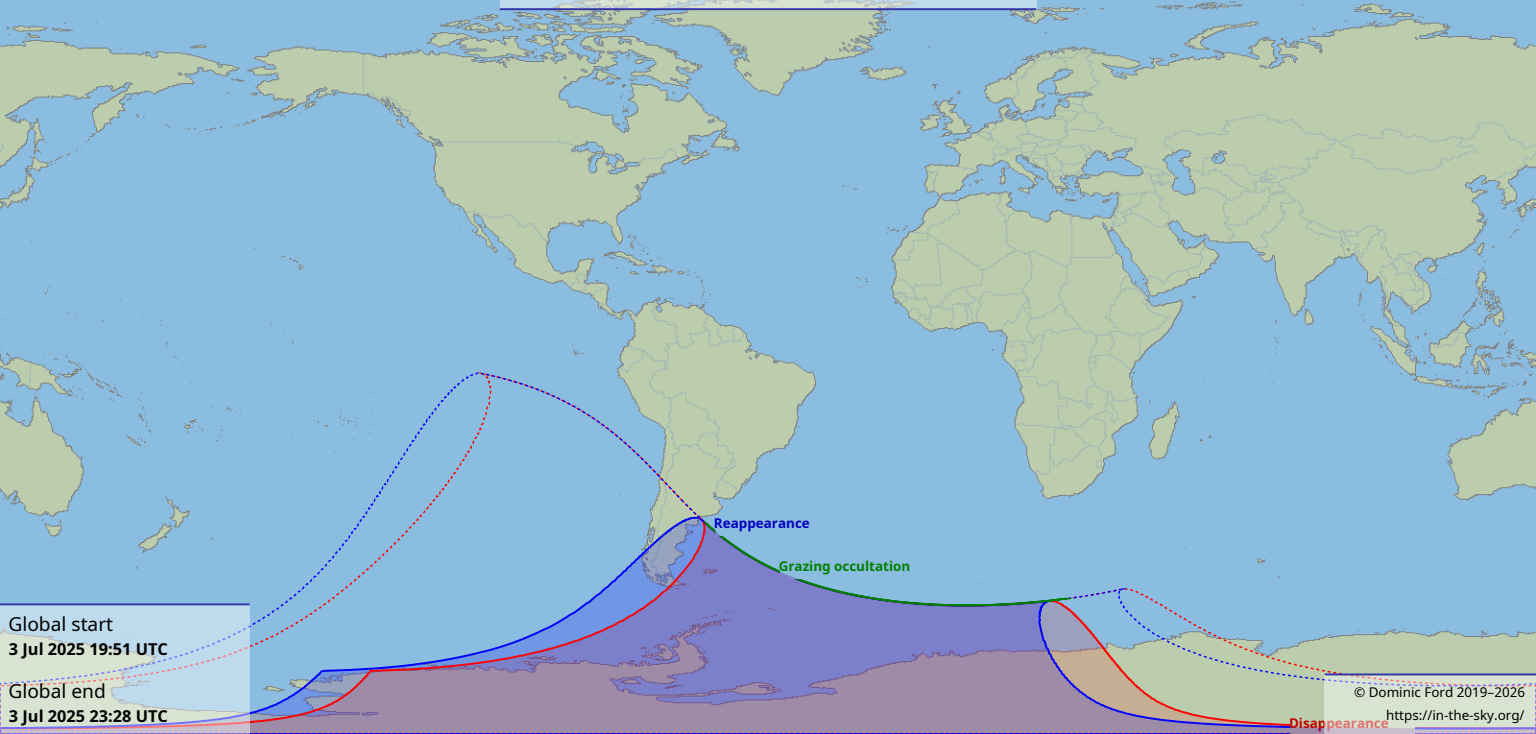 Reappearance
Grazing occultation
Global start
3 Jul 2025 19:51 UTC
Global end
3 Jul 2025 23:28 UTC
© Dominic Ford 2019–2026
https://in-the-sky.org/
Disappearance